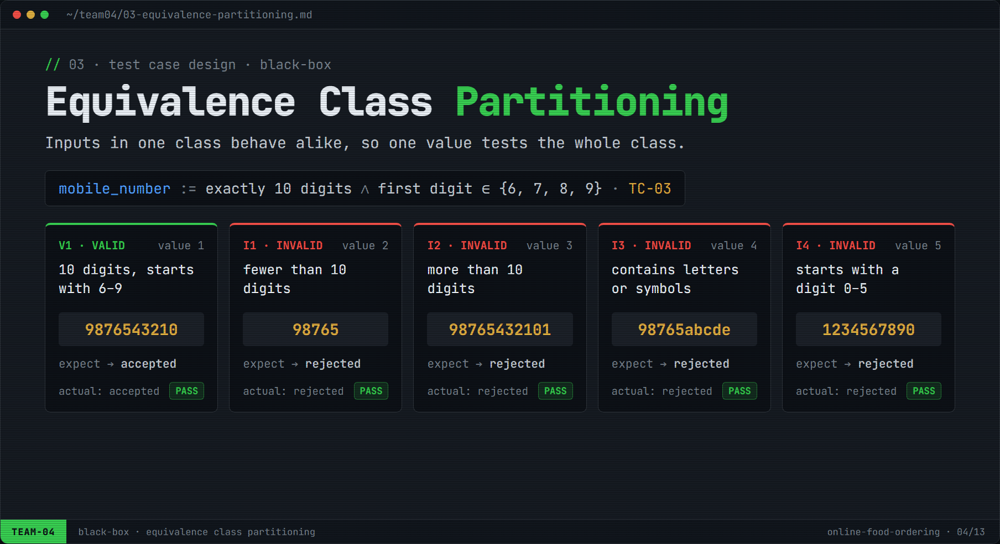 ~/team04/03-equivalence-partitioning.md
// 03 · test case design · black-box
Equivalence Class Partitioning
Inputs in one class behave alike, so one value tests the whole class.
mobile_number := exactly 10 digits ∧ first digit ∈ {6, 7, 8, 9} · TC-03
V1 · VALID value 1
10 digits, starts
with 6–9
9876543210
expect → accepted
actual: accepted PASS
I1 · INVALID value 2
fewer than 10
digits
98765
expect → rejected
actual: rejected PASS
I2 · INVALID value 3
more than 10
digits
98765432101
expect → rejected
actual: rejected PASS
I3 · INVALID value 4
contains letters
or symbols
98765abcde
expect → rejected
actual: rejected PASS
I4 · INVALID value 5
starts with a
digit 0–5
1234567890
expect → rejected
actual: rejected PASS
TEAM-04 black-box · equivalence class partitioning online-food-ordering · 04/13